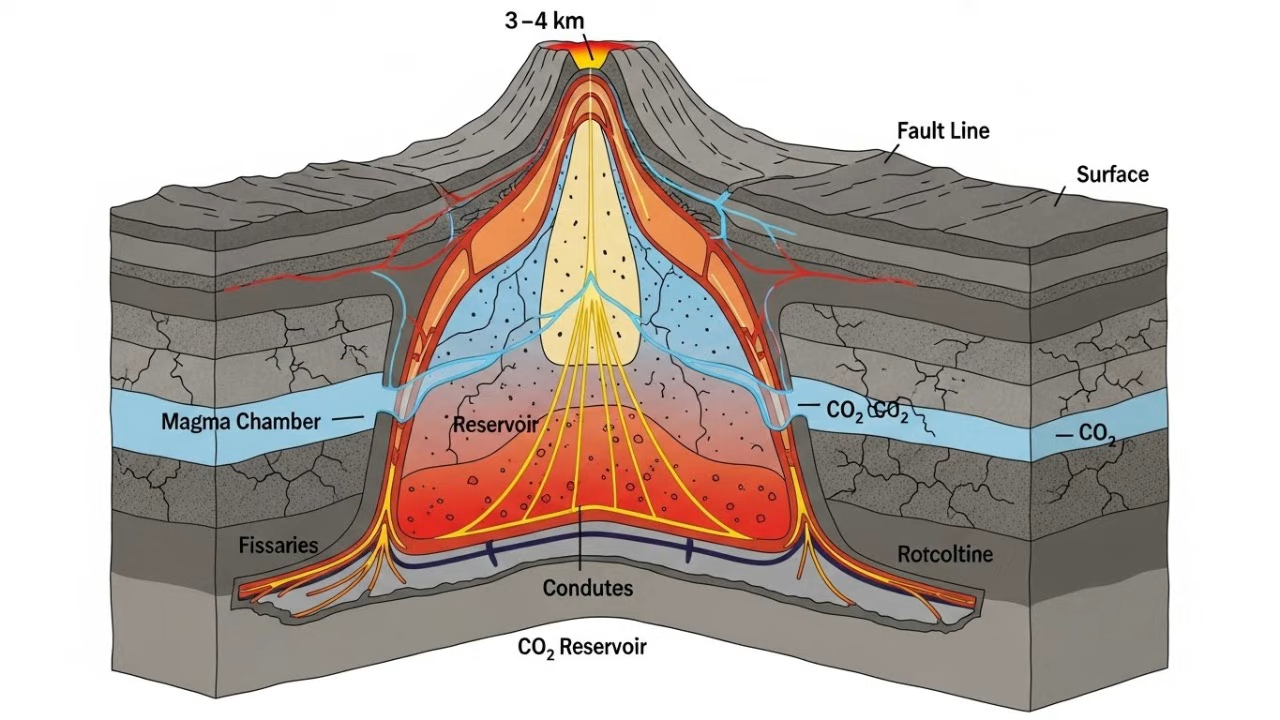 3–4 km
Fault Line
Surface
Magma Chamber
Reservoir
CO₂ CO₂
CO₂
Fissaries
Rotcoltine
Condutes
CO₂ Reservoir